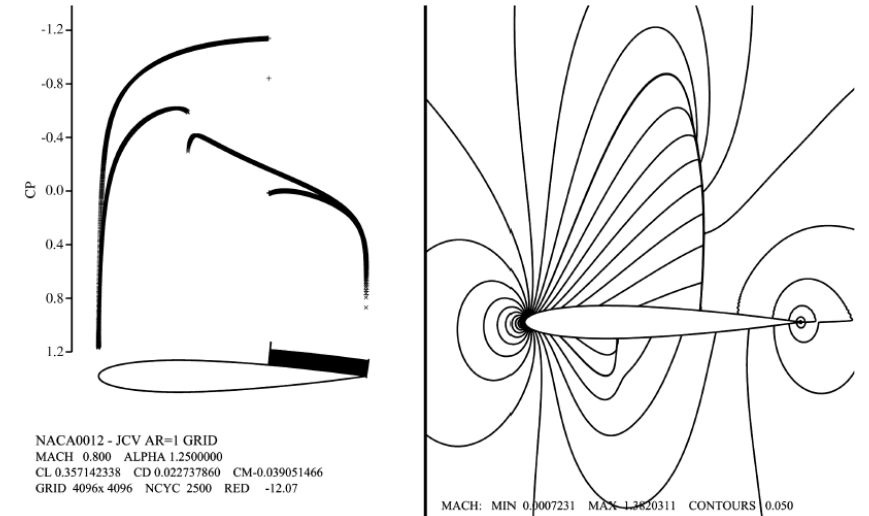 -1.2
-0.8
-0.4
0.0
0.4
0.8
1.2
CP
NACA0012 - JCV AR=1 GRID
MACH 0.800 ALPHA 1.2500000
CL 0.357142338 CD 0.022737860 CM-0.039051466
GRID 4096x 4096 NCYC 2500 RED -12.07
MACH: MIN 0.0007231 MAX 1.3820311 CONTOURS 0.050